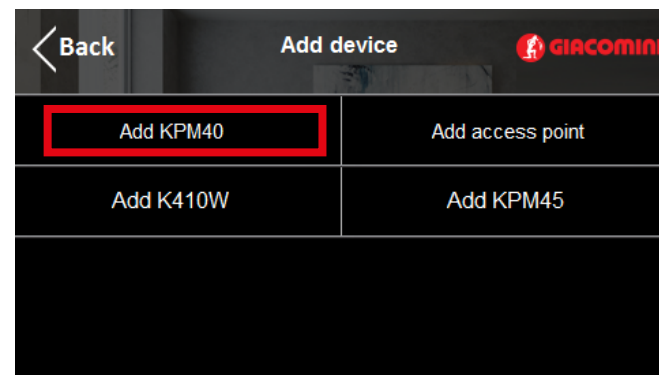 Back Add device GIACOMINI
Add KPM40 Add access point
Add K410W Add KPM45